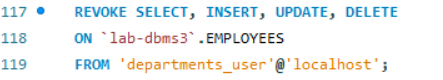 117 REVOKE SELECT, INSERT, UPDATE, DELETE
118 ON `lab-dbms3`.EMPLOYEES
119 FROM 'departments_user'@'localhost';